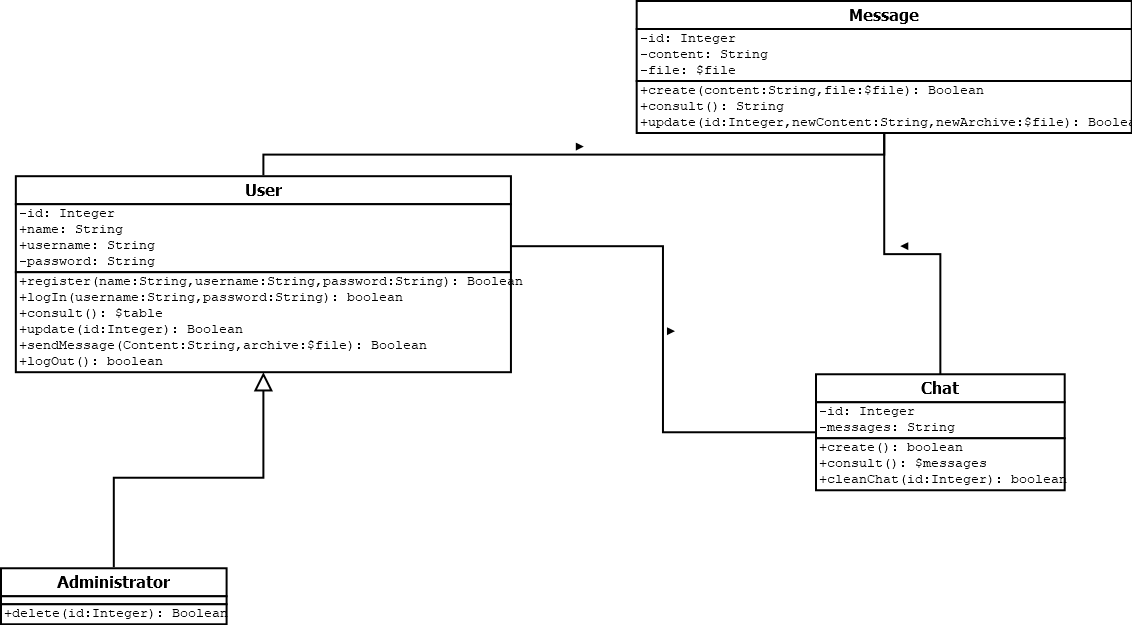 Message
-id: Integer
-content: String
-file: $file
+create(content:String,file:$file): Boolean
+consult(): String
+update(id:Integer,newContent:String,newArchive:$file):
User
-id: Integer
+name: String
+username: String
-password: String
+register(name:String,username:String,password:String): Boolean
+logIn(username:String,password:String): boolean
+consult(): $table
+update(id:Integer): Boolean
+sendMessage(Content:String,archive:$file): Boolean
+logOut(): boolean
Chat
-id: Integer
-messages: String
+create(): boolean
+consult(): $messages
+cleanChat(id:Integer): boolean
Administrator
+delete(id:Integer): Boolean